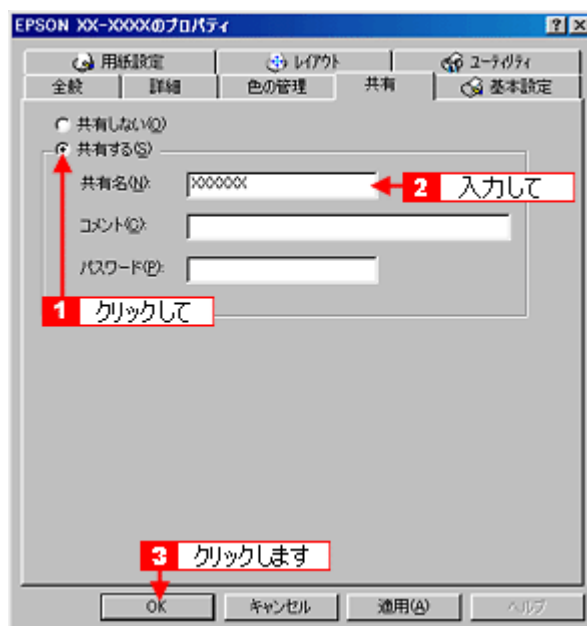 EPSON XX-XXXXのプロパティ
用紙設定 レイアウト ユーティリティ
全般 詳細 色の管理 共有 基本設定
共有しない(O)
共有する(S)
共有名(N): XXXXXX
2 入力して
コメント(C):
パスワード(P):
1 クリックして
3 クリックします
OK キャンセル 適用(A) ヘルプ